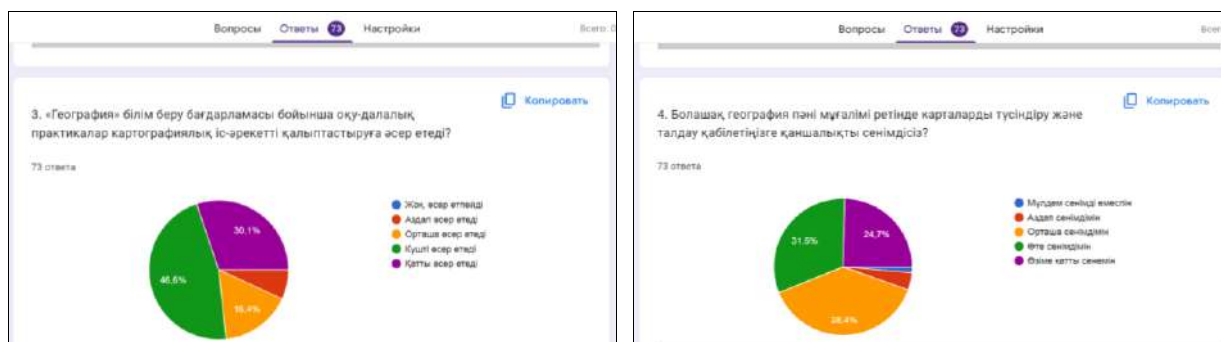 Вопросы Ответы 73 Настройки Всего: 0
3. «География» білім беру бағдарламасы бойынша оқу-далалық
практикалар картографиялық іс-әрекетті қалыптастыруға әсер етеді?
Копировать
73 ответа
30,1%
46,6%
16,4%
Жоқ, әсер етпейді
Аздап әсер етеді
Орташа әсер етеді
Күшті әсер етеді
Қатты әсер етеді
Вопросы Ответы 73 Настройки
4. Болашақ география пәні мұғалімі ретінде карталарды түсіндіру және
талдау қабілетіңізге қаншалықты сенімдісіз?
Копировать
73 ответа
31,5%
24,7%
38,4%
Мүлдем сенімді емеспін
Аздап сенімдімін
Орташа сенімдімін
Өте сенімдімін
Өзіме қатты сенемін